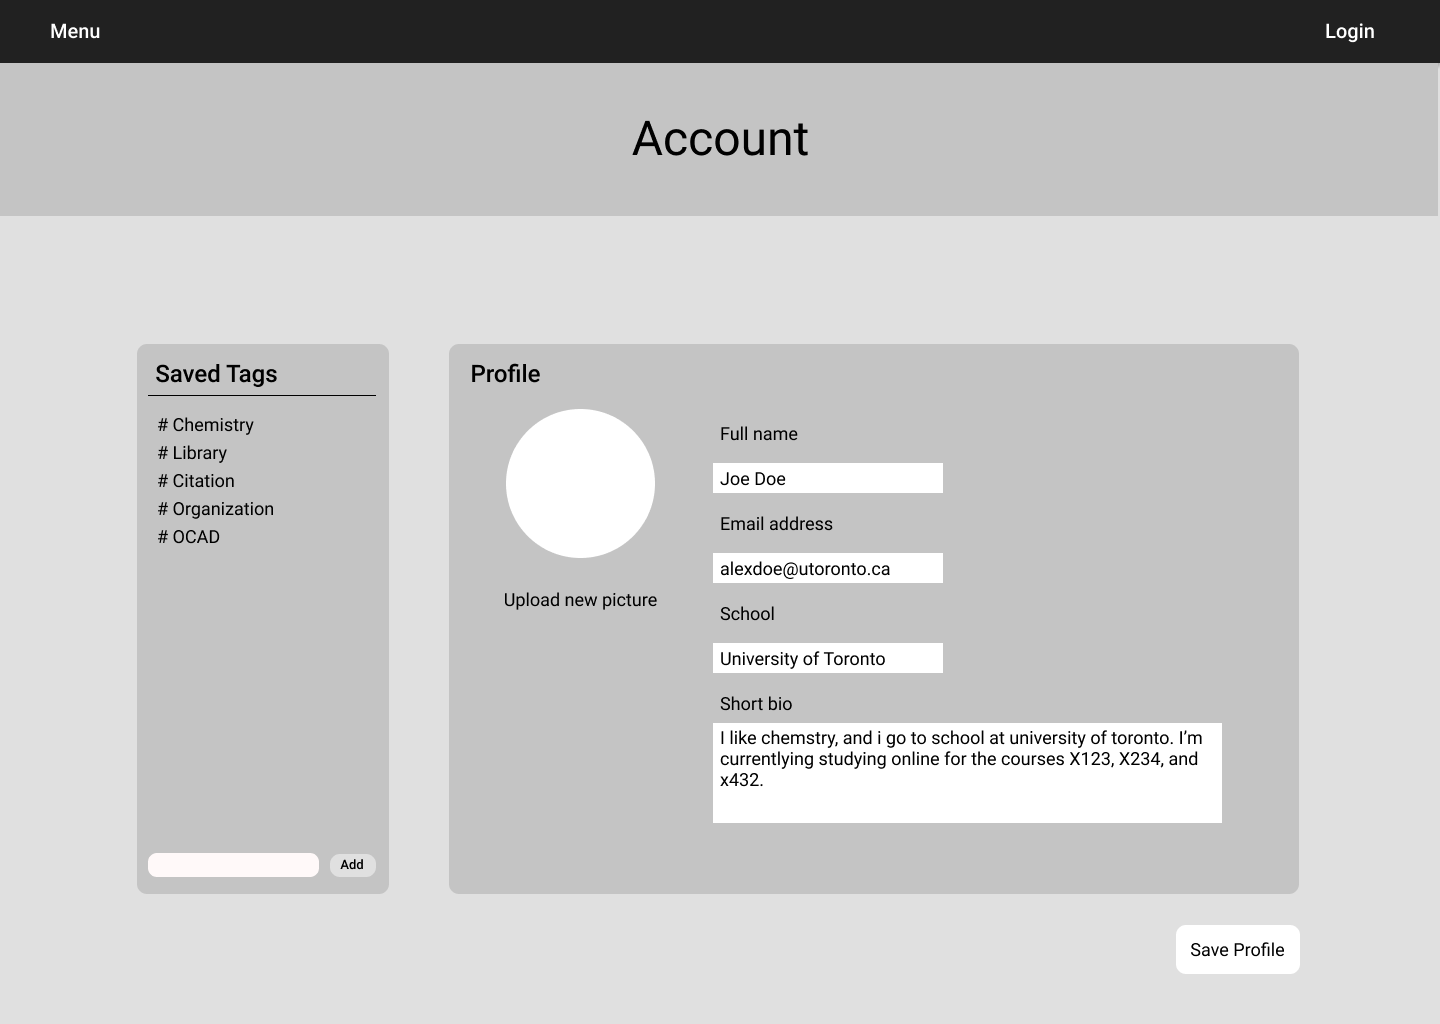 Menu
Login
Account
Saved Tags
# Chemistry
# Library
# Citation
# Organization
# OCAD
Add
Profile
Upload new picture
Full name
Joe Doe
Email address
alexdoe@utoronto.ca
School
University of Toronto
Short bio
I like chemstry, and i go to school at university of toronto. I’m
currentlying studying online for the courses X123, X234, and
x432.
Save Profile